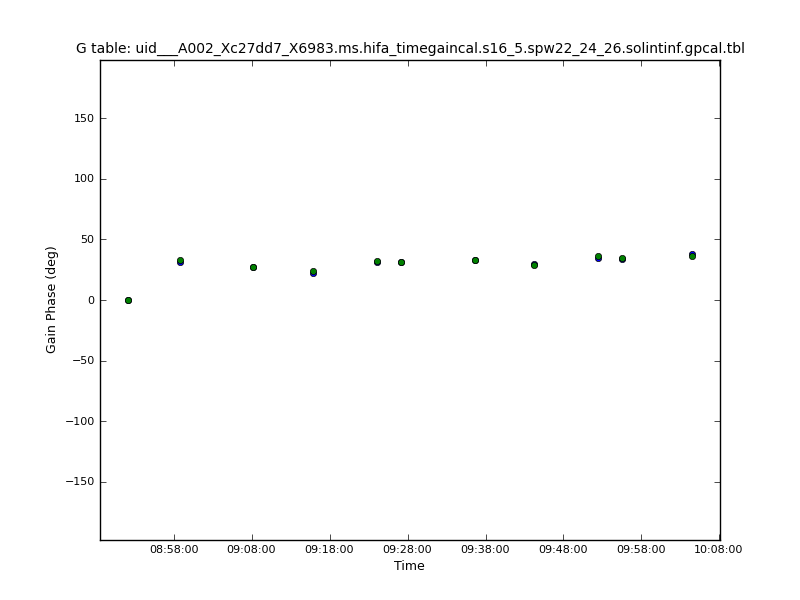 G table: uid___A002_Xc27dd7_X6983.ms.hifa_timegaincal.s16_5.spw22_24_26.solintinf.gpcal.tbl
150
100
50
0
−50
−100
−150
Gain Phase (deg)
08:58:00 09:08:00 09:18:00 09:28:00 09:38:00 09:48:00 09:58:00 10:08:00
Time